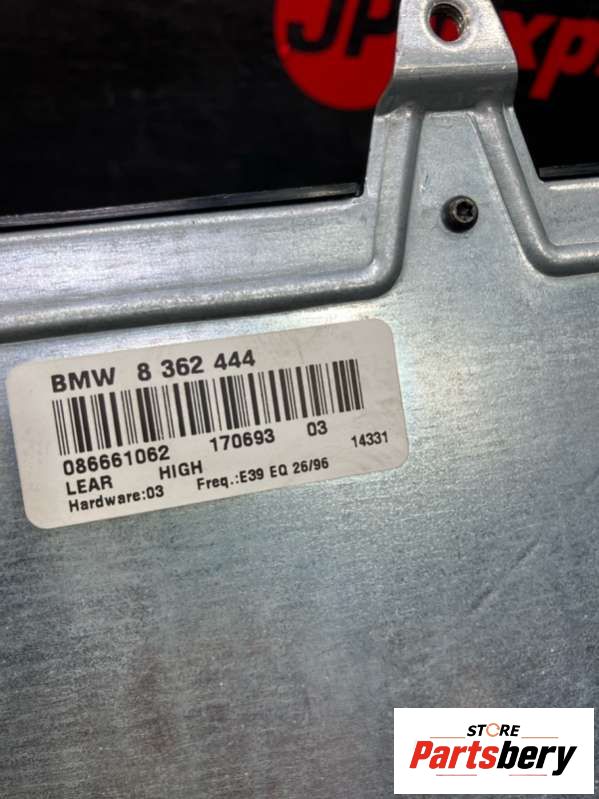 JP
BMW 8 362 444
086661062 170693 03
LEAR HIGH 14331
Hardware:03 Freq.:E39 EQ 26/96
STORE
Partsbery